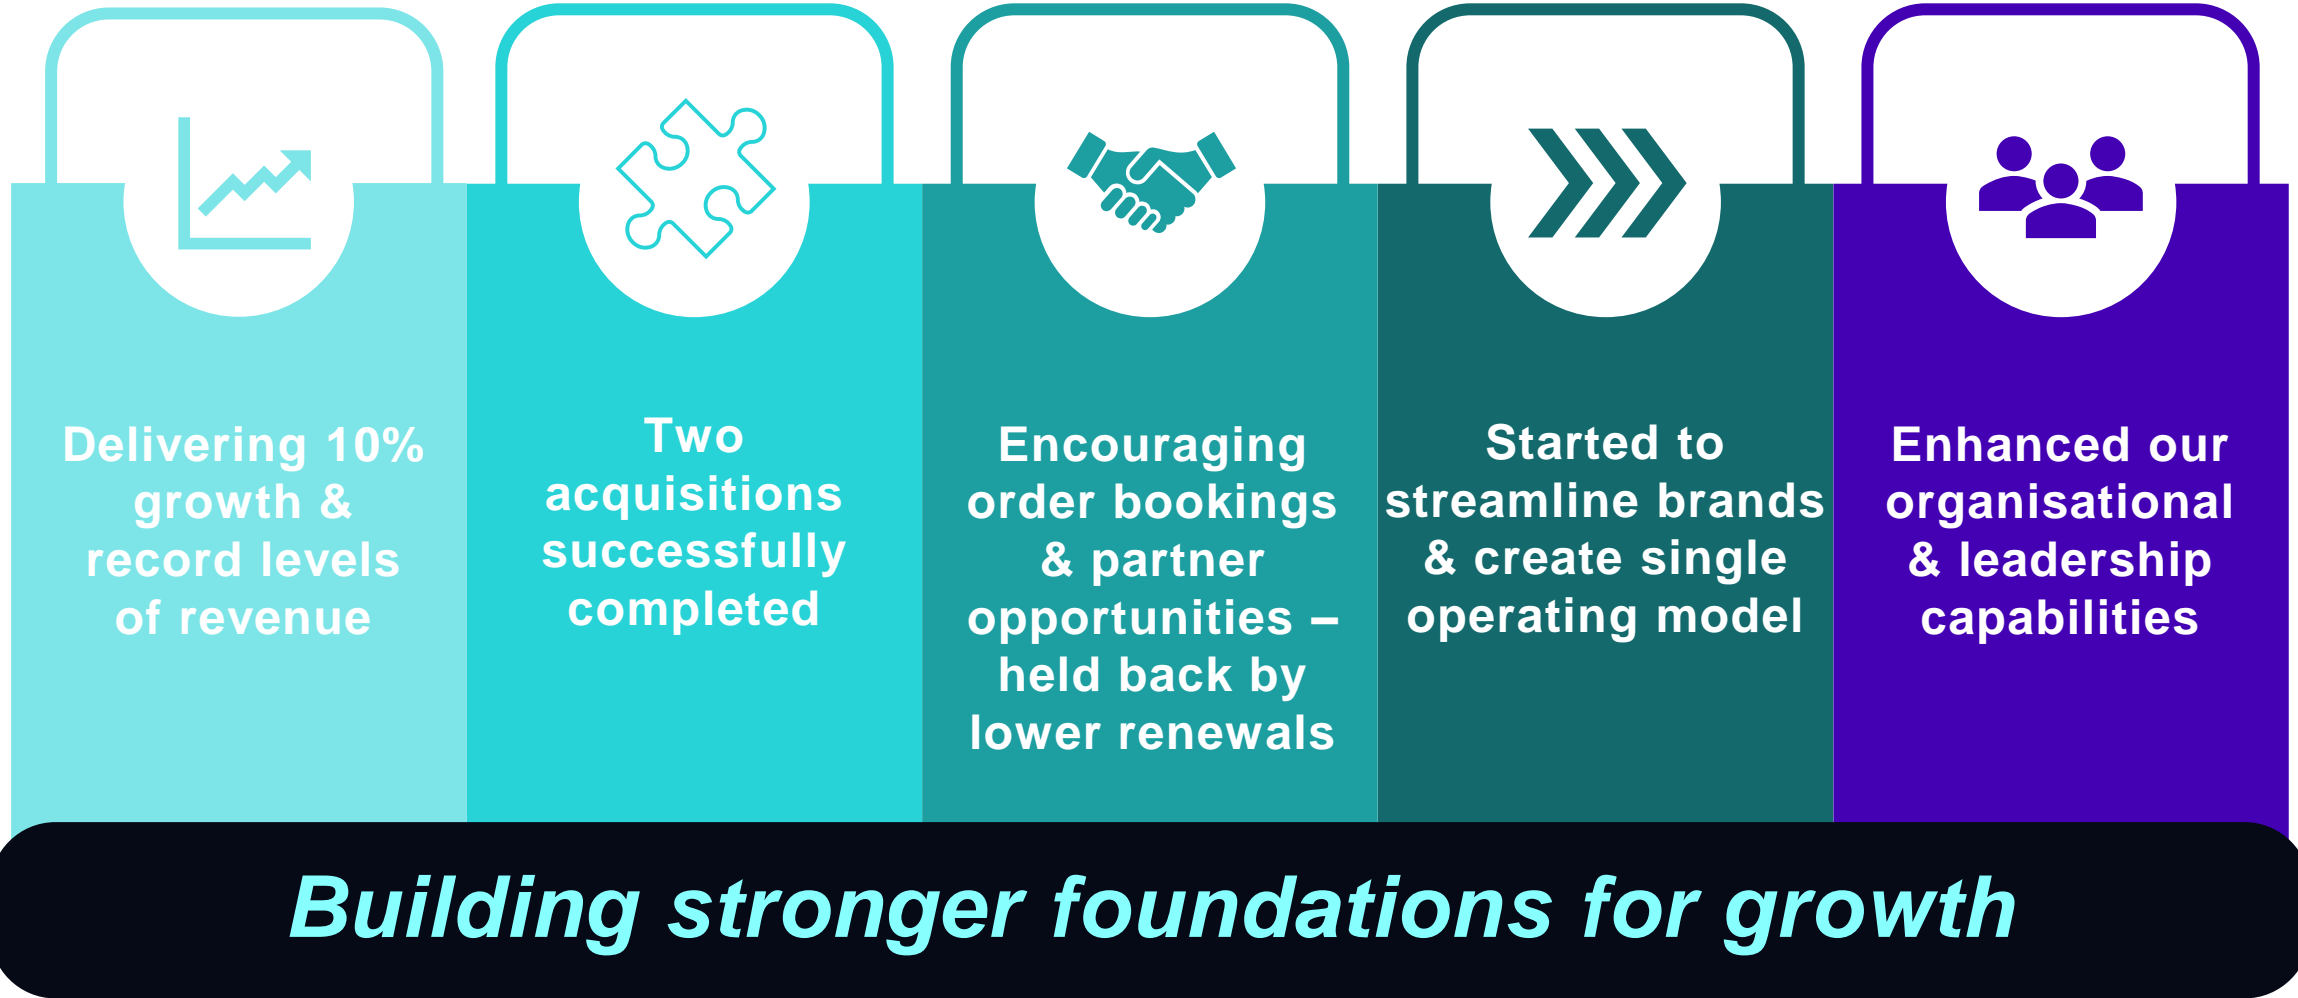 Delivering 10%
growth &
record levels
of revenue
Two
acquisitions
successfully
completed
Encouraging
order bookings
& partner
opportunities –
held back by
lower renewals
Started to
streamline brands
& create single
operating model
Enhanced our
organisational
& leadership
capabilities
Building stronger foundations for growth